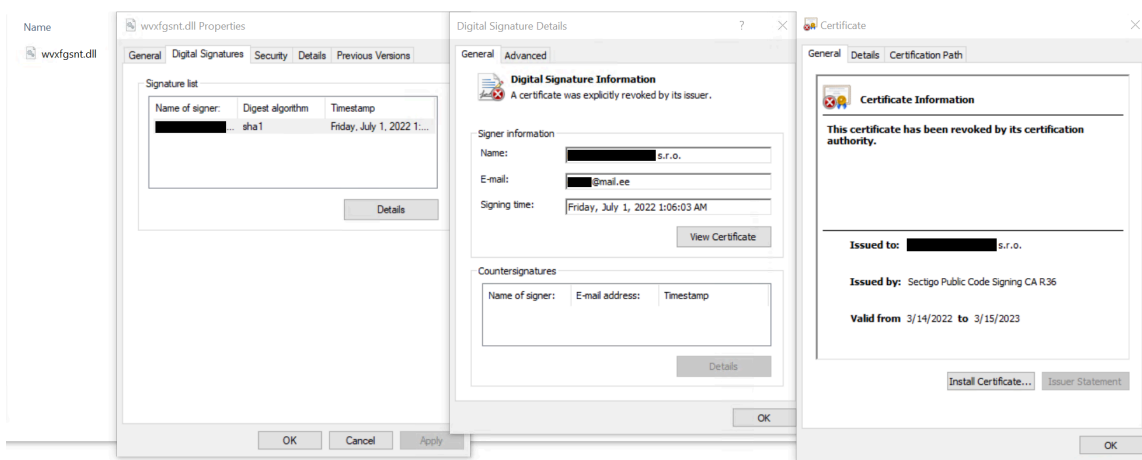 Name
wvxfgsnt.dll
wvxfgsnt.dll Properties
General Digital Signatures Security Details Previous Versions
Signature list
Name of signer: Digest algorithm Timestamp
... sha1 Friday, July 1, 2022 1:...
Details
OK Cancel Apply
Digital Signature Details ? ×
General Advanced
Digital Signature Information
A certificate was explicitly revoked by its issuer.
Signer information
Name: s.r.o.
E-mail: @mail.ee
Signing time: Friday, July 1, 2022 1:06:03 AM
View Certificate
Countersignatures
Name of signer: E-mail address: Timestamp
Details
OK
Certificate
General Details Certification Path
Certificate Information
This certificate has been revoked by its certification
authority.
Issued to: s.r.o.
Issued by: Sectigo Public Code Signing CA R36
Valid from 3/14/2022 to 3/15/2023
Install Certificate... Issuer Statement
OK